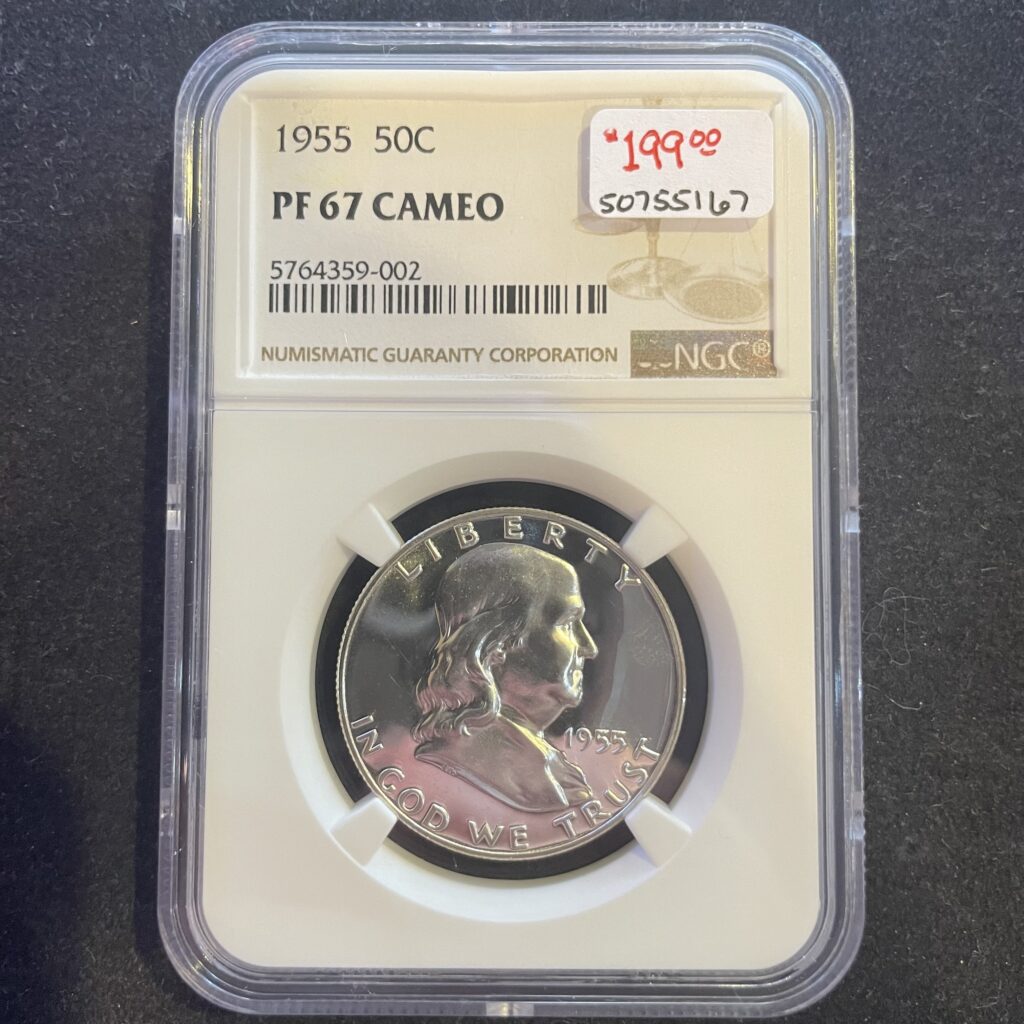 1955 50C
PF 67 CAMEO
5764359-002
NUMISMATIC GUARANTY CORPORATION
NGC®
$199.00
50755167
LIBERTY
1955
IN GOD WE TRUST